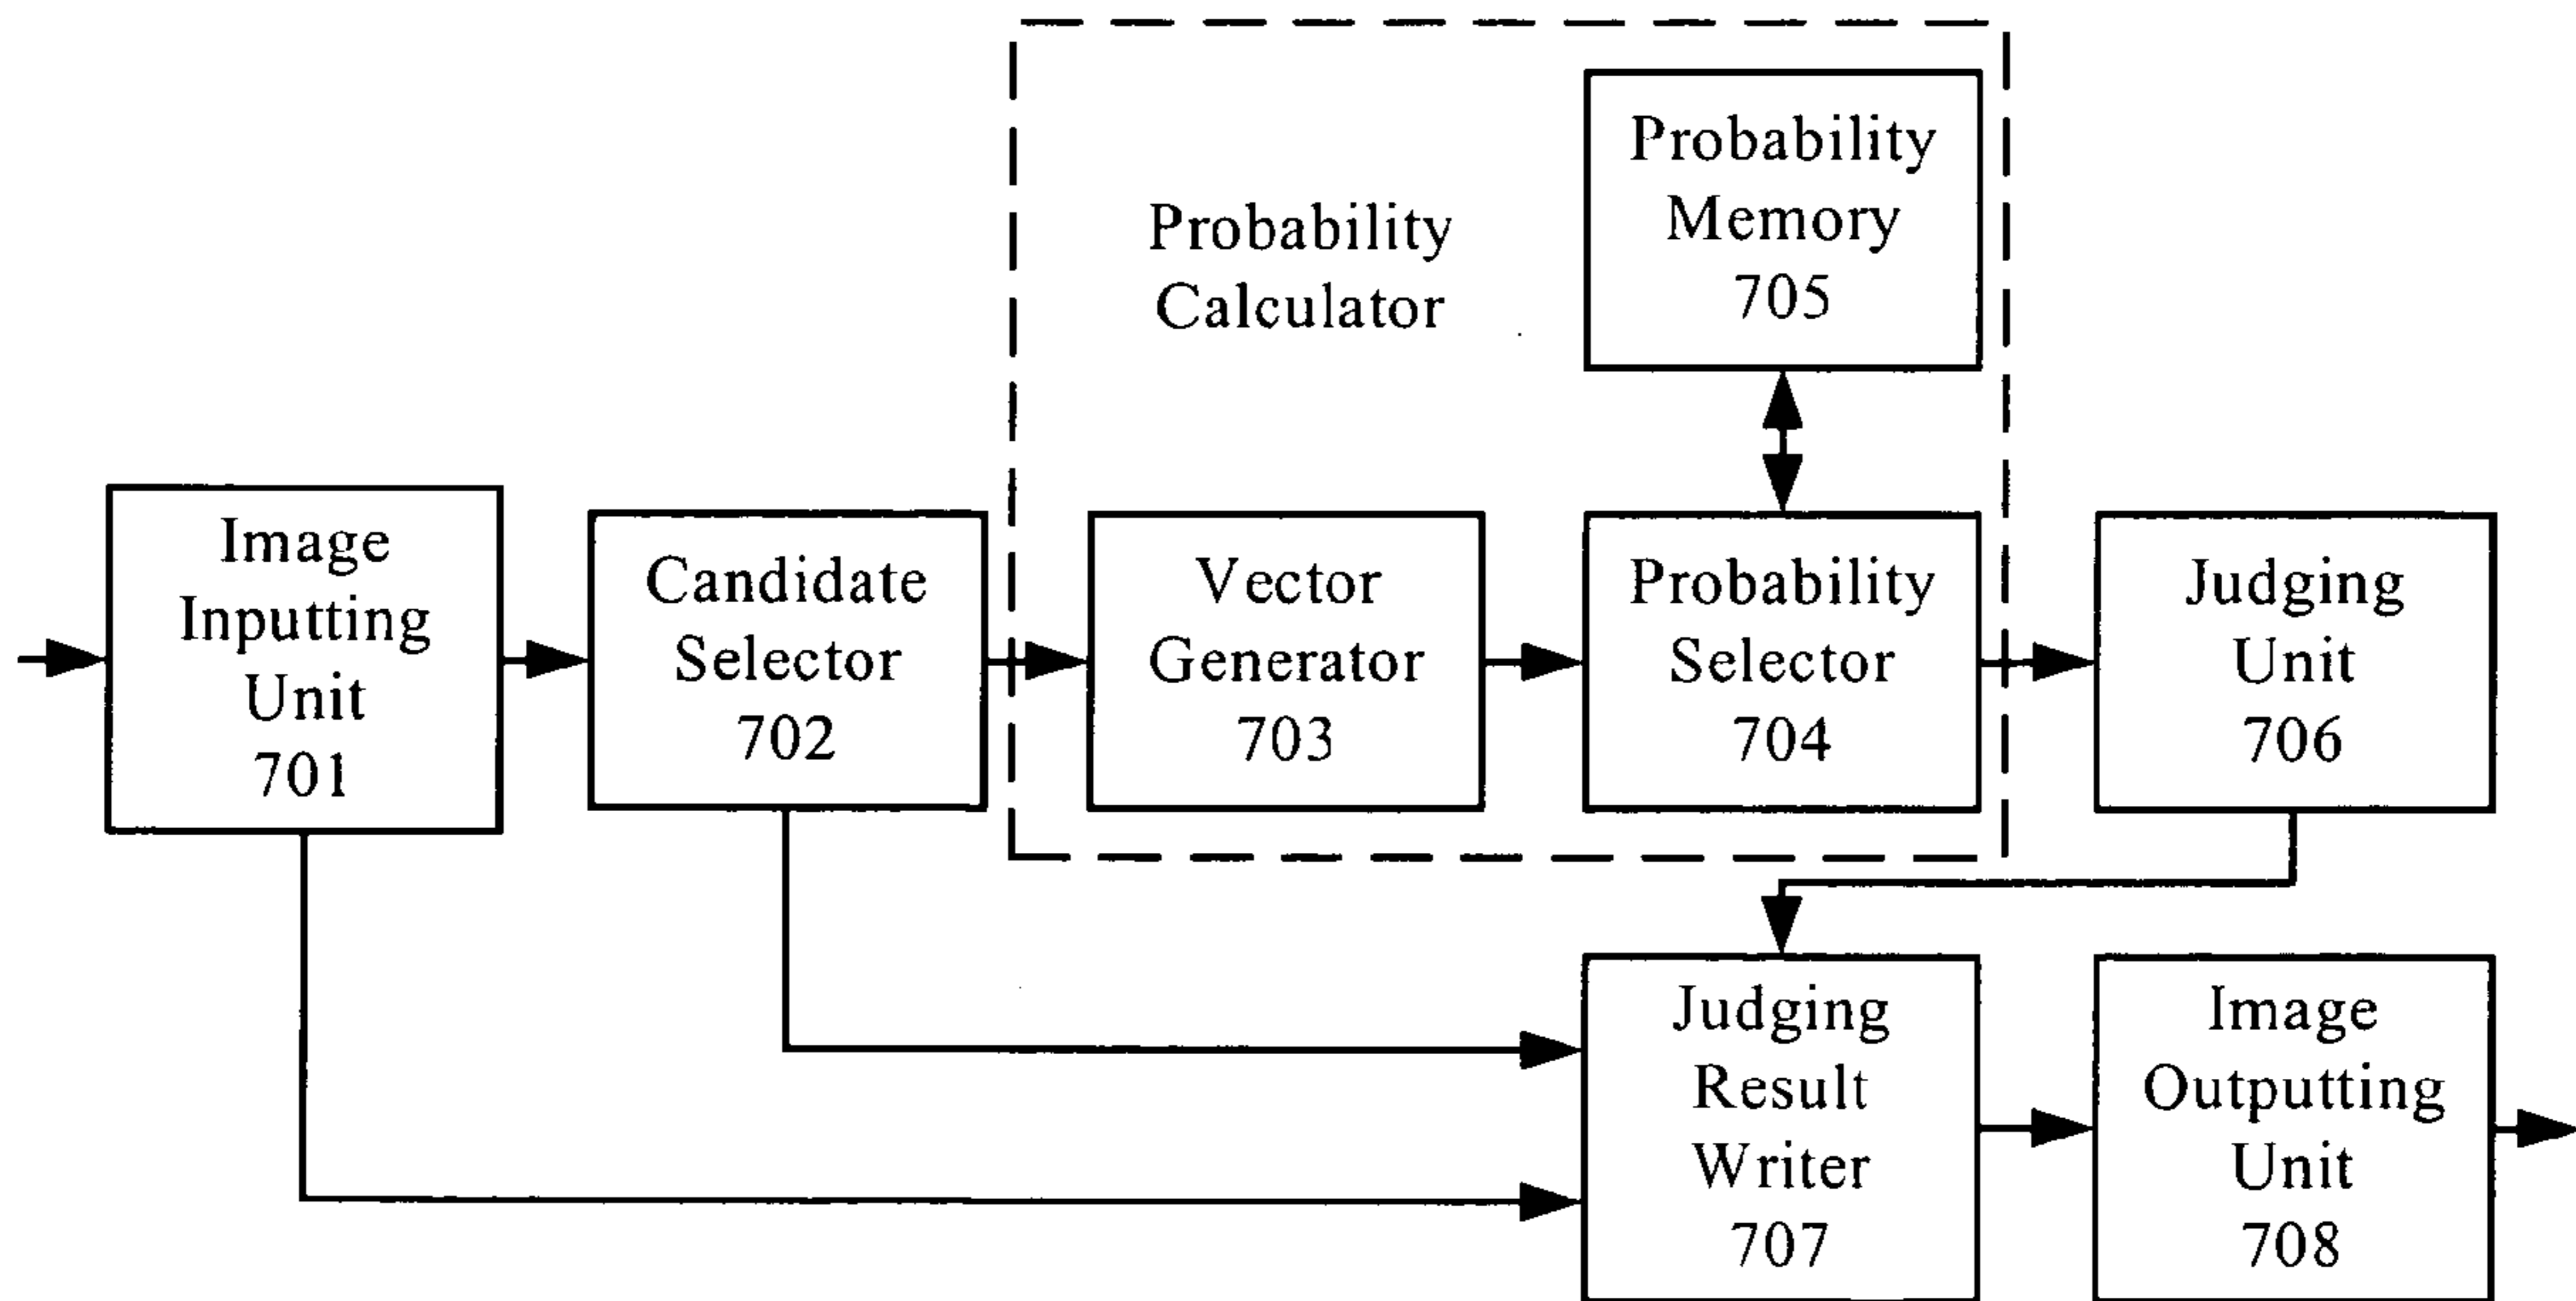 Probability
Memory
705
Probability
Calculator
Image
Inputting
Unit
701
Candidate
Selector
702
Vector
Generator
703
Probability
Selector
704
Judging
Unit
706
Judging
Result
Writer
707
Image
Outputting
Unit
708